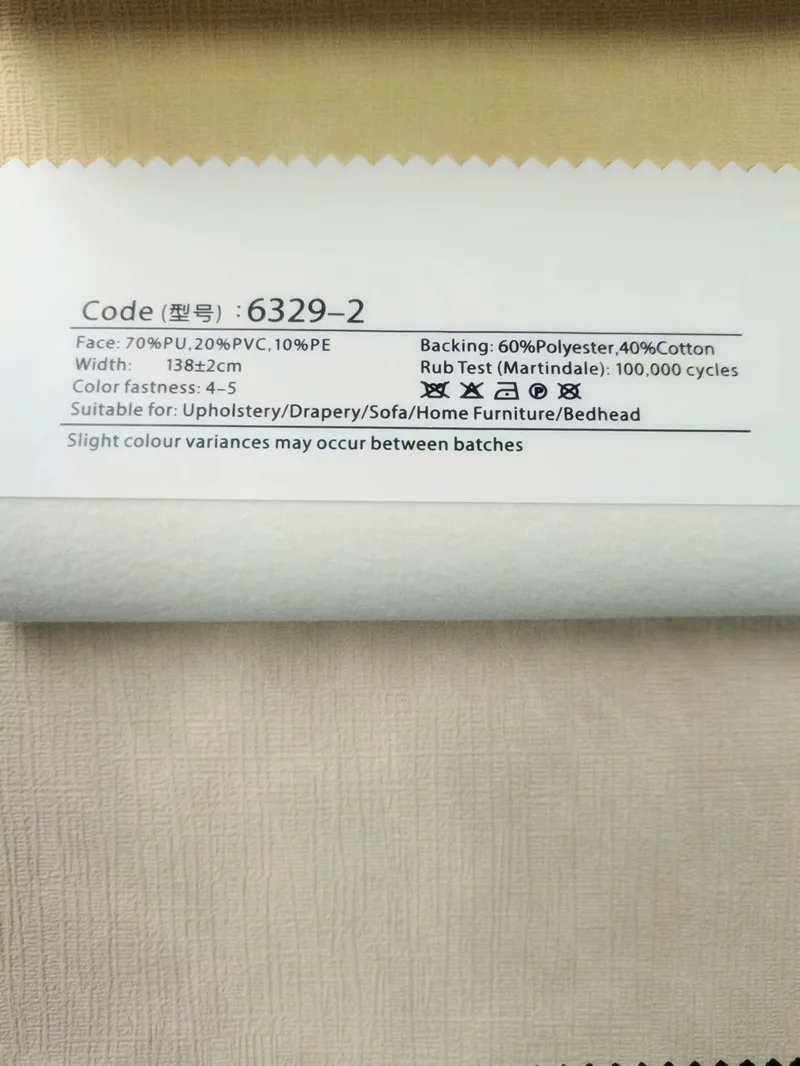 Code (型号) : 6329-2
Face: 70%PU,20%PVC,10%PE
Backing: 60%Polyester,40%Cotton
Width: 138±2cm
Rub Test (Martindale): 100,000 cycles
Color fastness: 4-5
P
Suitable for: Upholstery/Drapery/Sofa/Home Furniture/Bedhead
Slight colour variances may occur between batches